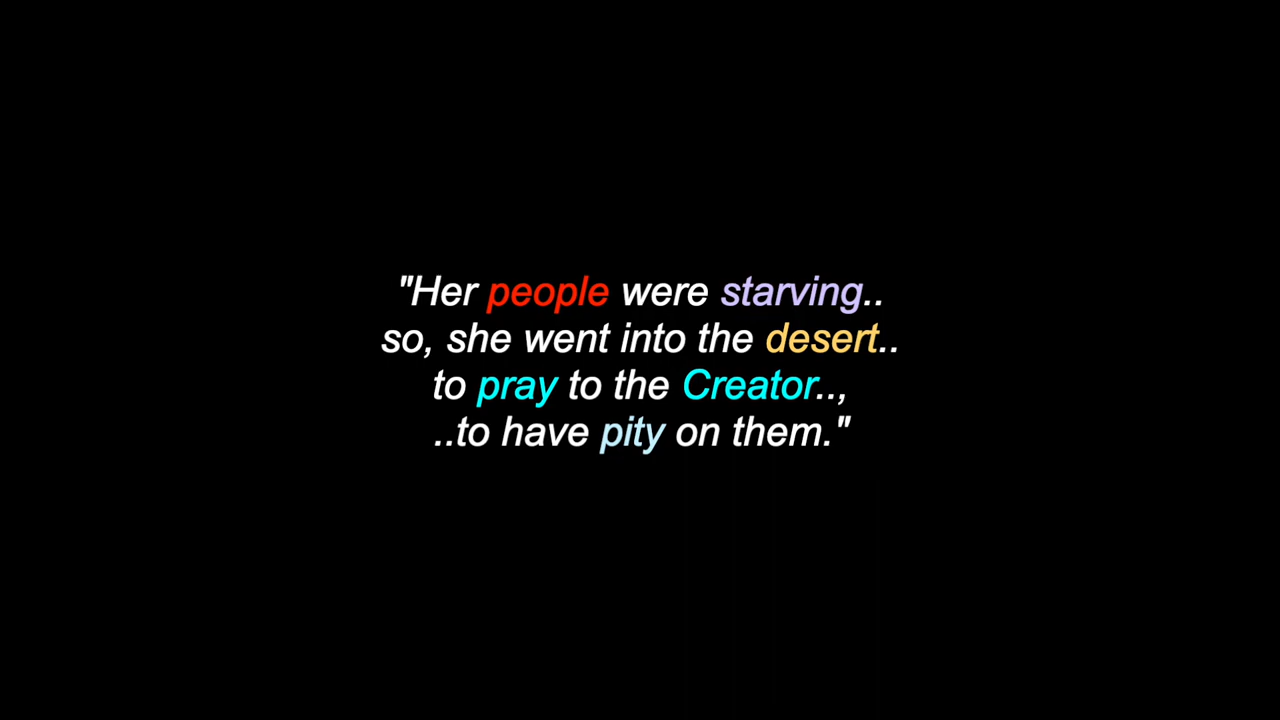 "Her people were starving..
so, she went into the desert..
to pray to the Creator..,
..to have pity on them."